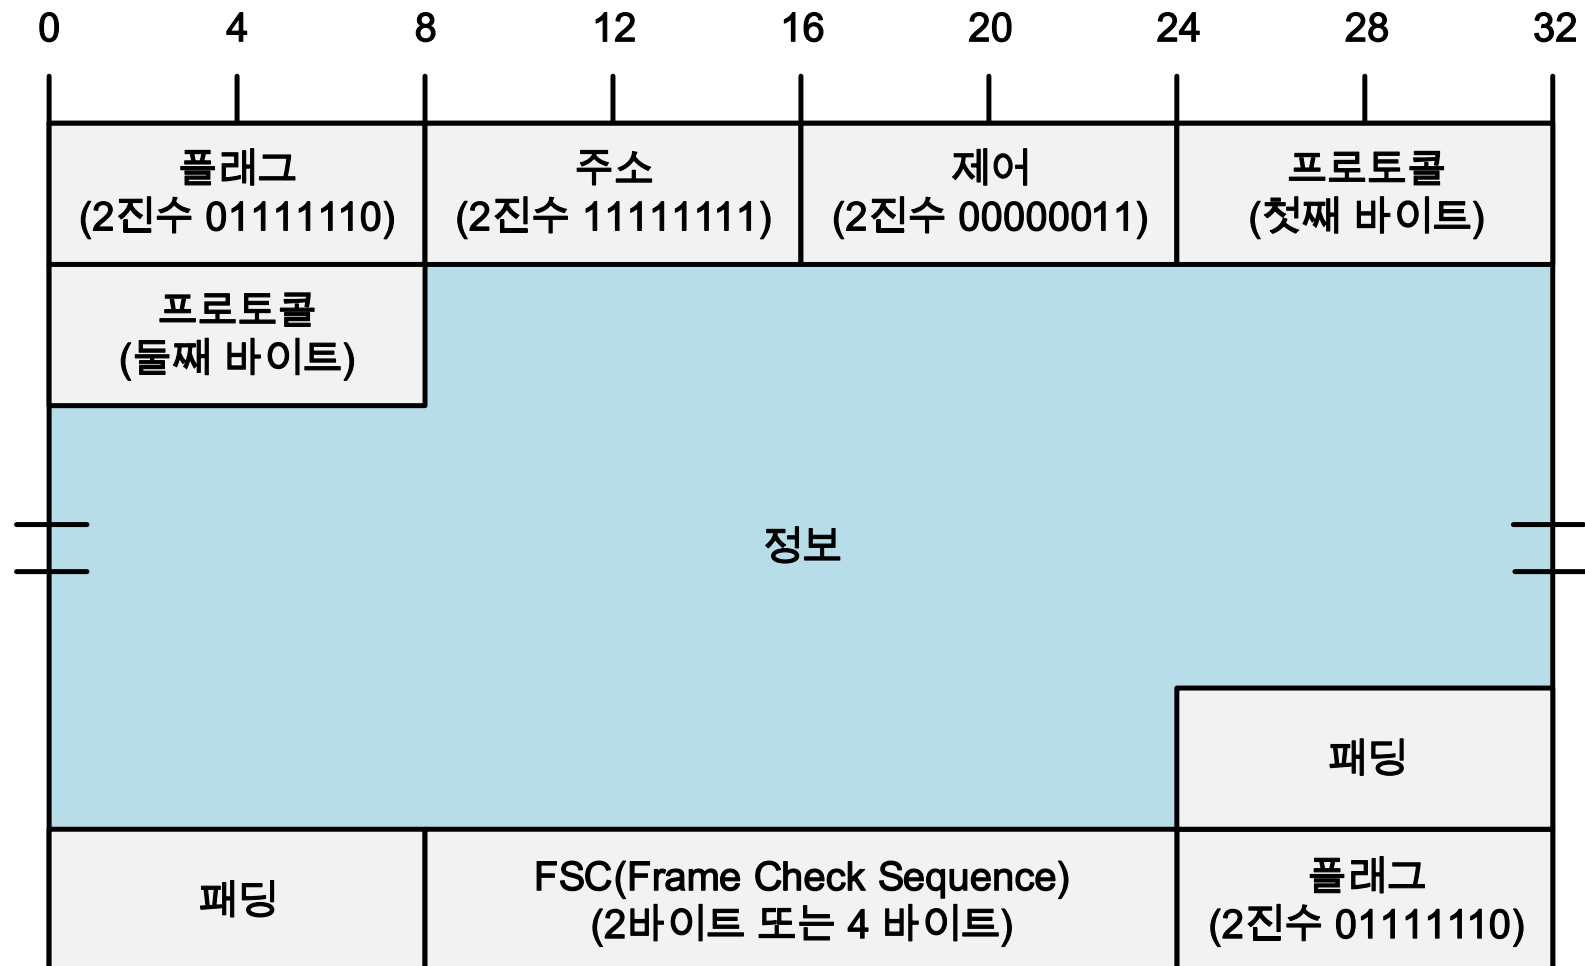 0 4 8 12 16 20 24 28 32
플래그
(2진수 01111110)
주소
(2진수 11111111)
제어
(2진수 00000011)
프로토콜
(첫째 바이트)
프로토콜
(둘째 바이트)
정보
패딩
패딩
FSC(Frame Check Sequence)
(2바이트 또는 4 바이트)
플래그
(2진수 01111110)